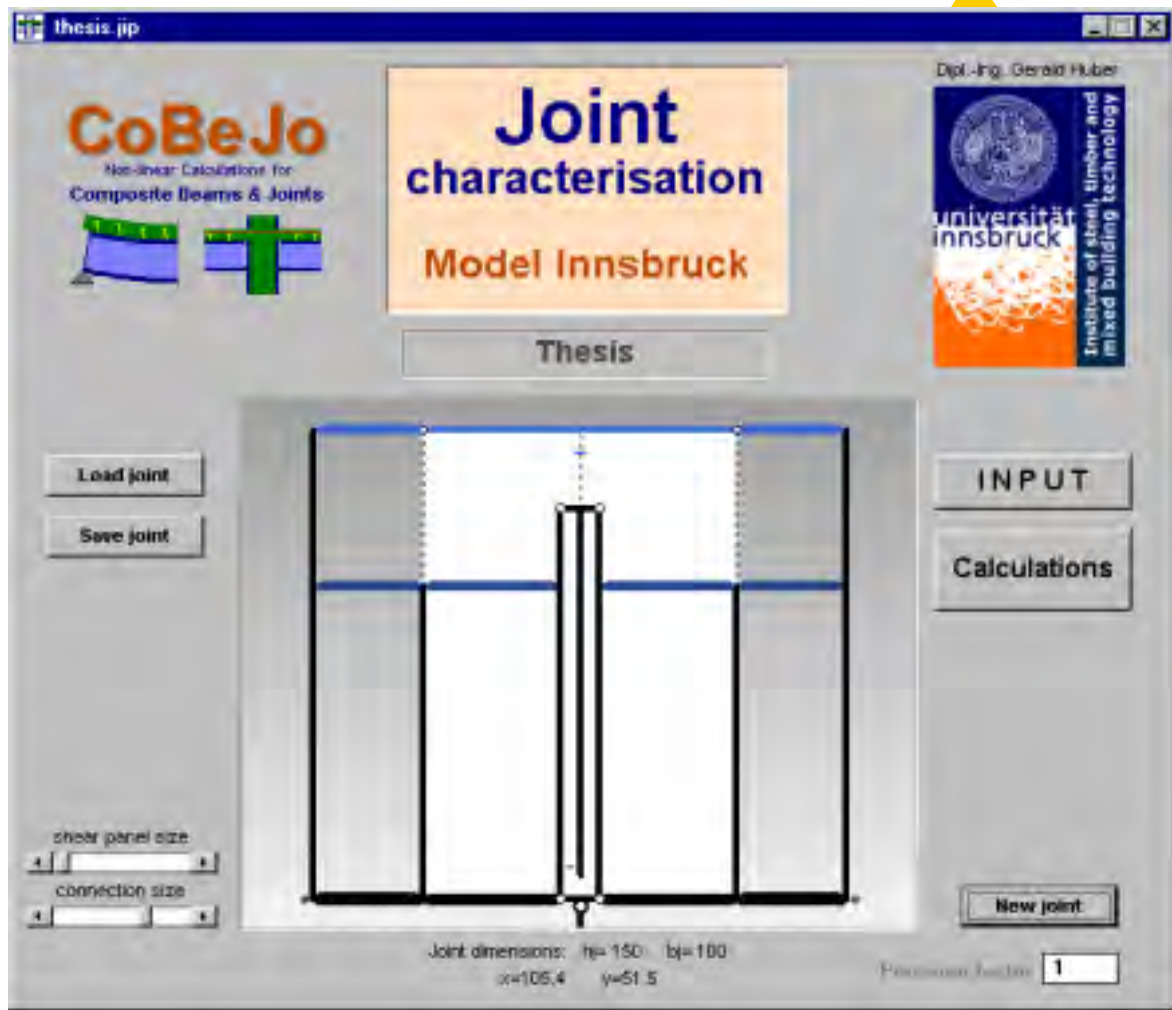 thesis.jip
Dipl.-Ing. Gerald Huber
CoBeJo
Non-linear Calculations for
Composite Beams & Joints
Joint
characterisation
Model Innsbruck
universität
innsbruck
Institute of steel, timber and
mixed building technology
Thesis
Load joint
Save joint
INPUT
Calculations
shear panel size
connection size
New joint
Joint dimensions: hj= 150 bj= 100
x=105.4 y=51.5
1